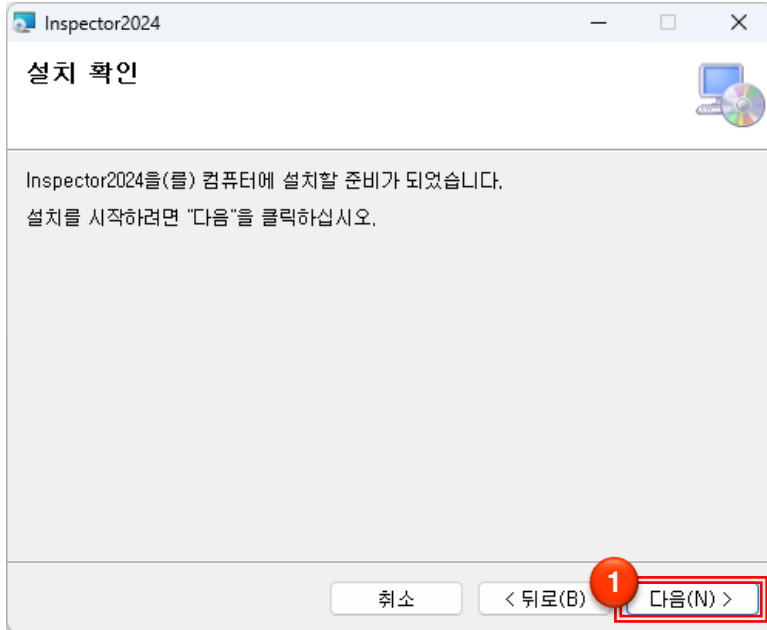 Inspector2024
설치 확인
Inspector2024을(를) 컴퓨터에 설치할 준비가 되었습니다.
설치를 시작하려면 "다음"을 클릭하십시오.
취소
< 뒤로(B)
1
다음(N) >